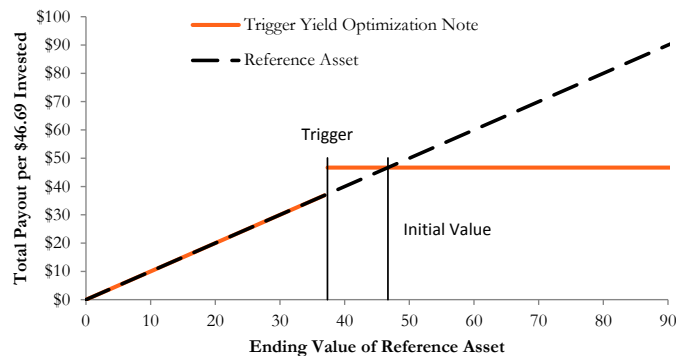 Total Payout per $46.69 Invested
$100
$90
$80
$70
$60
$50
$40
$30
$20
$10
$0
Trigger Yield Optimization Note
Reference Asset
Trigger
Initial Value
0 10 20 30 40 50 60 70 80 90
Ending Value of Reference Asset